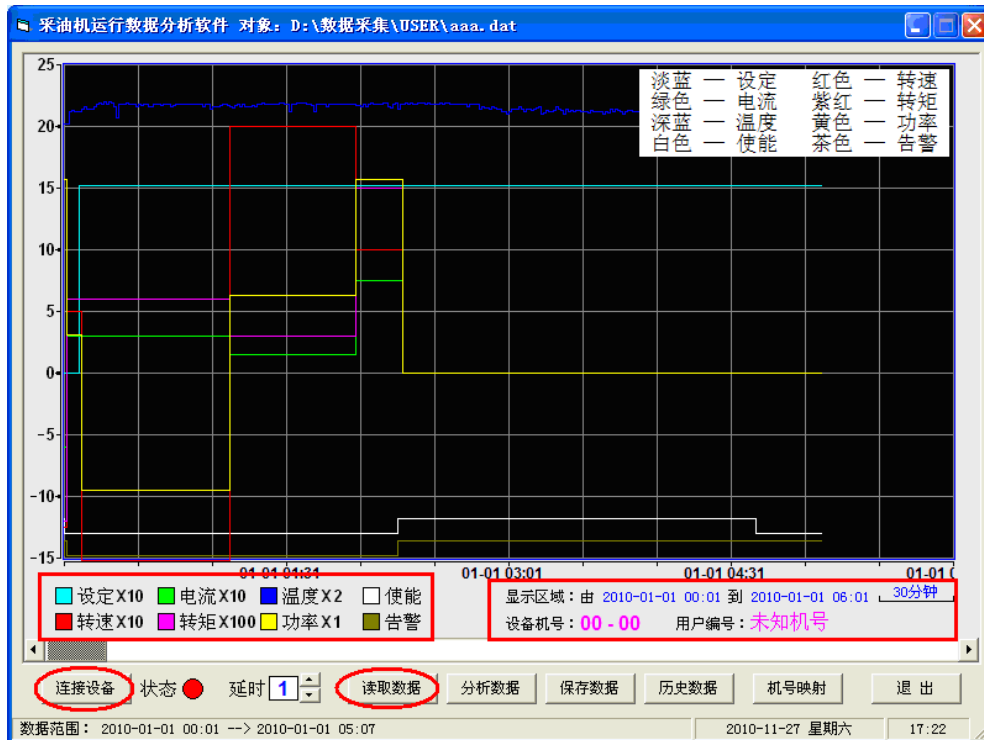 采油机运行数据分析软件 对象: D:\数据采集\USER\aaa.dat
25
20
15
10
5
0
-5
-10
-15
淡蓝 — 设定 红色 — 转速
绿色 — 电流 紫红 — 转矩
深蓝 — 温度 黄色 — 功率
白色 — 使能 茶色 — 告警
01-01 01:31 01-01 03:01 01-01 04:31 01-01 0
设定X10 电流X10 温度X2 使能
转速X10 转矩X100 功率X1 告警
显示区域: 由 2010-01-01 00:01 到 2010-01-01 06:01 30分钟
设备机号: 00 - 00 用户编号: 未知机号
连接设备 状态 延时 1 读取数据 分析数据 保存数据 历史数据 机号映射 退 出
数据范围: 2010-01-01 00:01 --> 2010-01-01 05:07 2010-11-27 星期六 17:22